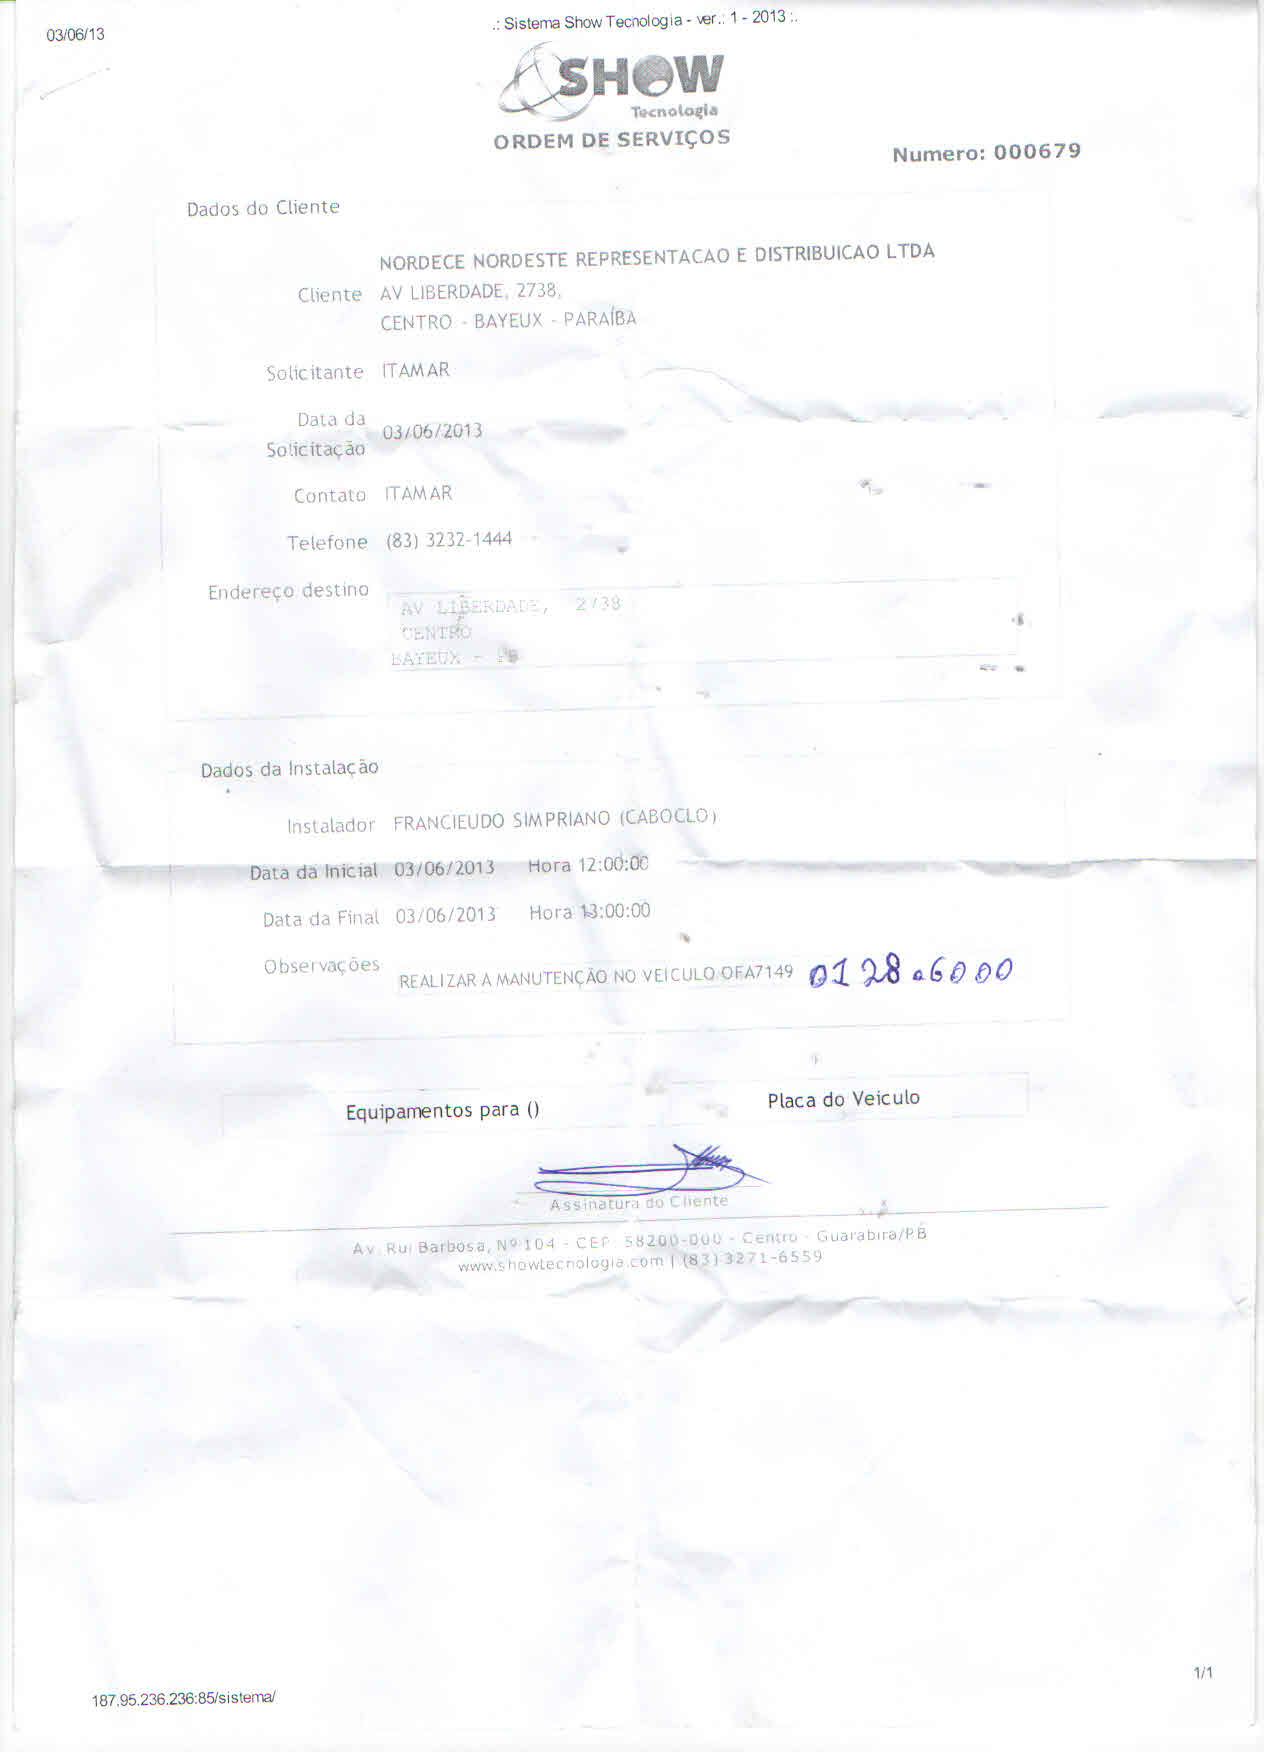 03/06/13
.: Sistema Show Tecnologia - ver.: 1 - 2013 :.
SHOW
Tecnologia
ORDEM DE SERVIÇOS
Numero: 000679
Dados do Cliente
NORDECE NORDESTE REPRESENTACAO E DISTRIBUICAO LTDA
Cliente AV LIBERDADE, 2738,
CENTRO - BAYEUX - PARAÍBA
Solicitante ITAMAR
Data da
Solicitação 03/06/2013
Contato ITAMAR
Telefone (83) 3232-1444
Endereço destino
AV LIBERDADE, 2738
CENTRO
BAYEUX - PB
Dados da Instalação
Instalador FRANCIEUDO SIMPRIANO (CABOCLO)
Data da Inicial 03/06/2013 Hora 12:00:00
Data da Final 03/06/2013 Hora 13:00:00
Observações
REALIZAR A MANUTENÇÃO NO VEICULO OFA7149 0128.6000
Equipamentos para () Placa do Veiculo
Assinatura do Cliente
Av. Rui Barbosa, Nº 104 - CEP 58200-000 - Centro - Guarabira/PB
www.showtecnologia.com | (83) 3271-6559
187.95.236.236:85/sistema/
1/1